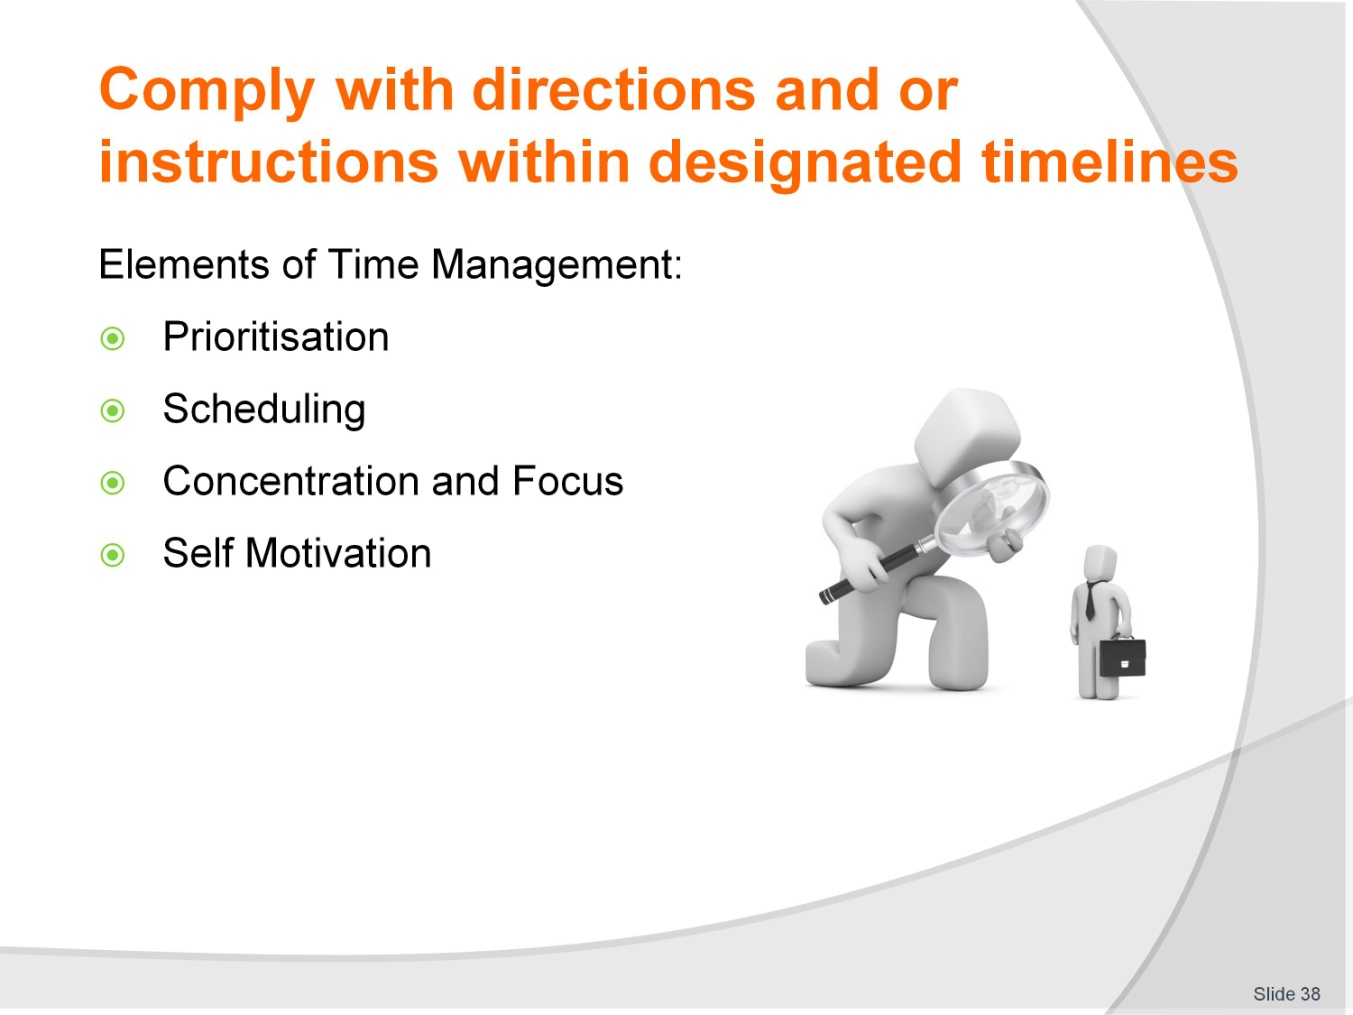 Comply with directions and or
instructions within designated timelines
Elements of Time Management:
Prioritisation
Scheduling
Concentration and Focus
Self Motivation
Slide 38